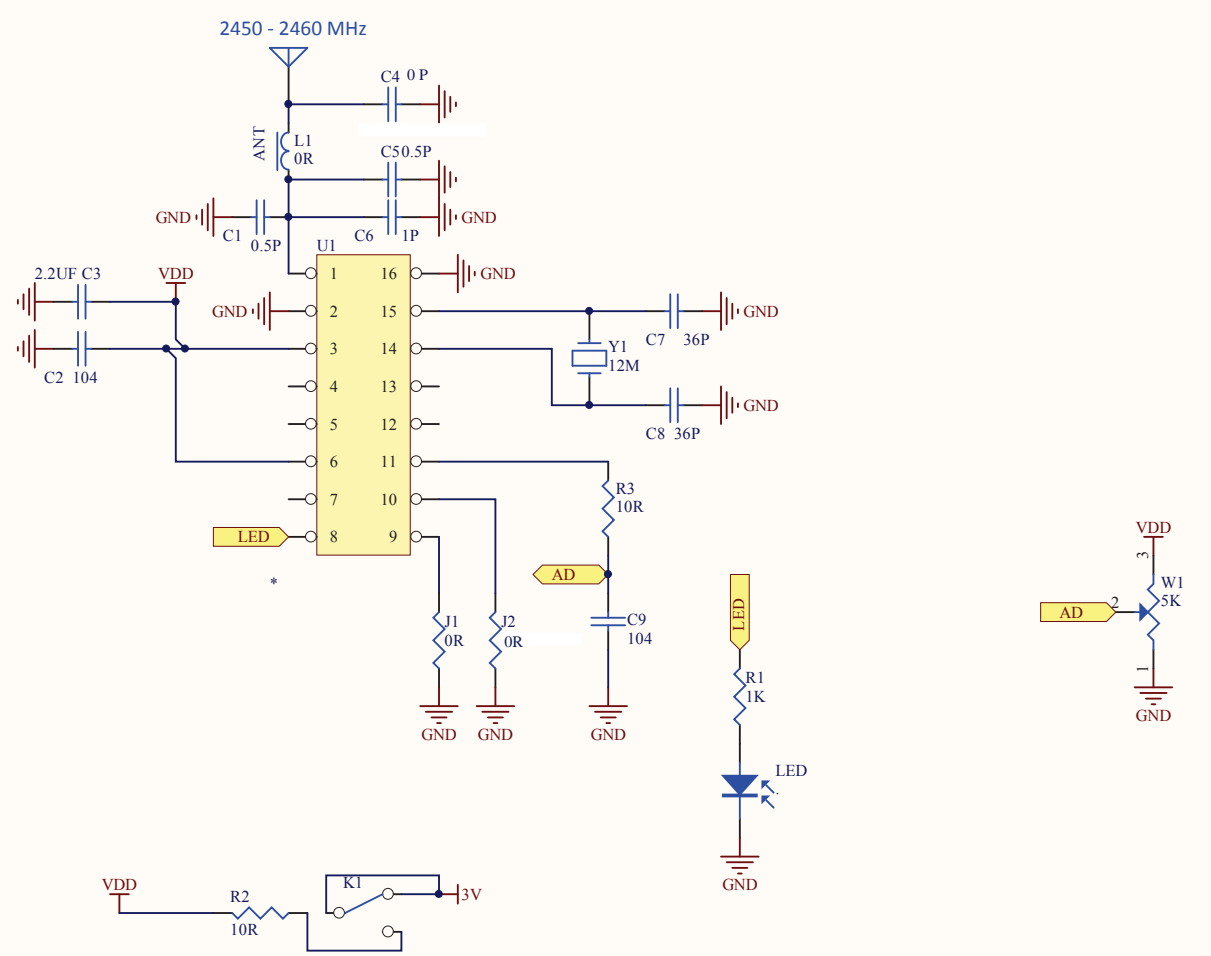 2450 - 2460 MHz
C4 0 P
ANT
L1
0R
C50.5P
GND
C1
0.5P
C6
1P
GND
U1
2.2UF C3
VDD
1
16
GND
GND
2
15
C7
36P
GND
3
14
Y1
12M
C2 104
4
13
5
12
C8 36P
GND
6
11
7
10
R3
10R
LED
8
9
*
AD
J1
0R
J2
0R
C9
104
GND
GND
GND
LED
R1
1K
LED
GND
VDD
3
W1
5K
AD
2
1
GND
VDD
R2
10R
K1
3V